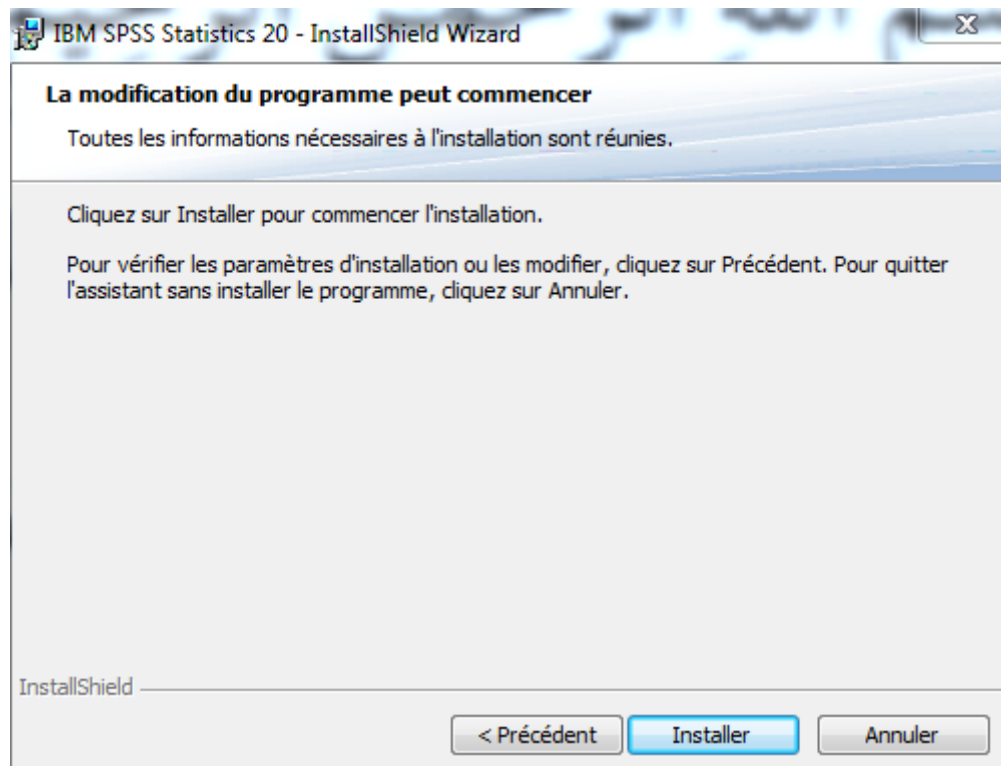 IBM SPSS Statistics 20 - InstallShield Wizard
La modification du programme peut commencer
Toutes les informations nécessaires à l'installation sont réunies.
Cliquez sur Installer pour commencer l'installation.
Pour vérifier les paramètres d'installation ou les modifier, cliquez sur Précédent. Pour quitter
l'assistant sans installer le programme, cliquez sur Annuler.
InstallShield
< Précédent
Installer
Annuler